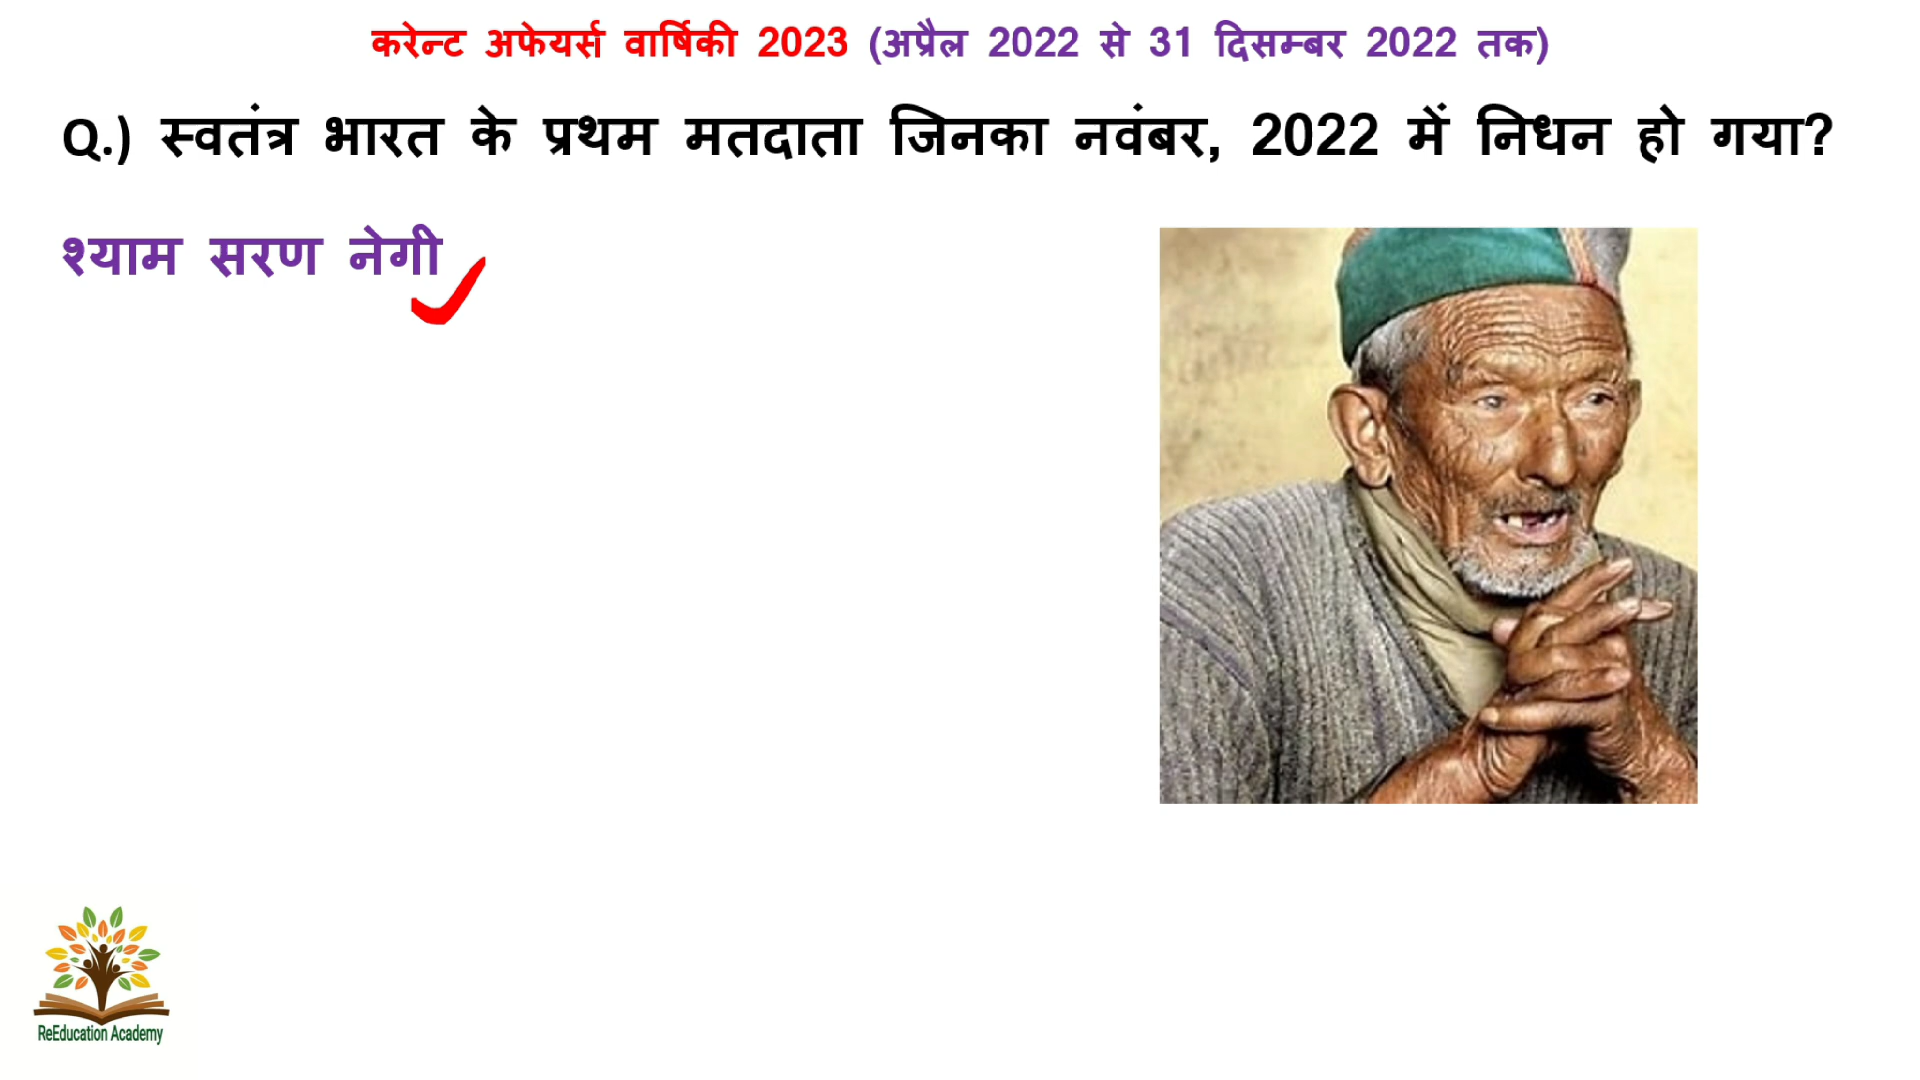 करेन्ट अफेयर्स वार्षिकी 2023 (अप्रैल 2022 से 31 दिसम्बर 2022 तक)
Q.) स्वतंत्र भारत के प्रथम मतदाता जिनका नवंबर, 2022 में निधन हो गया?
श्याम सरण नेगी
ReEducation Academy